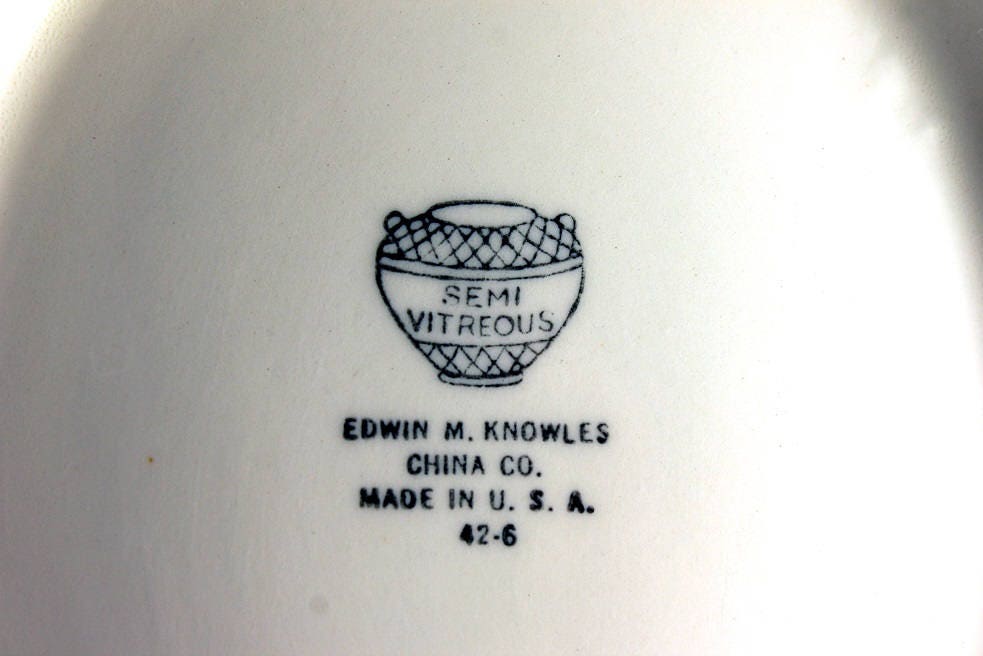 SEMI
VITREOUS
EDWIN M. KNOWLES
CHINA CO.
MADE IN U. S. A.
42-6